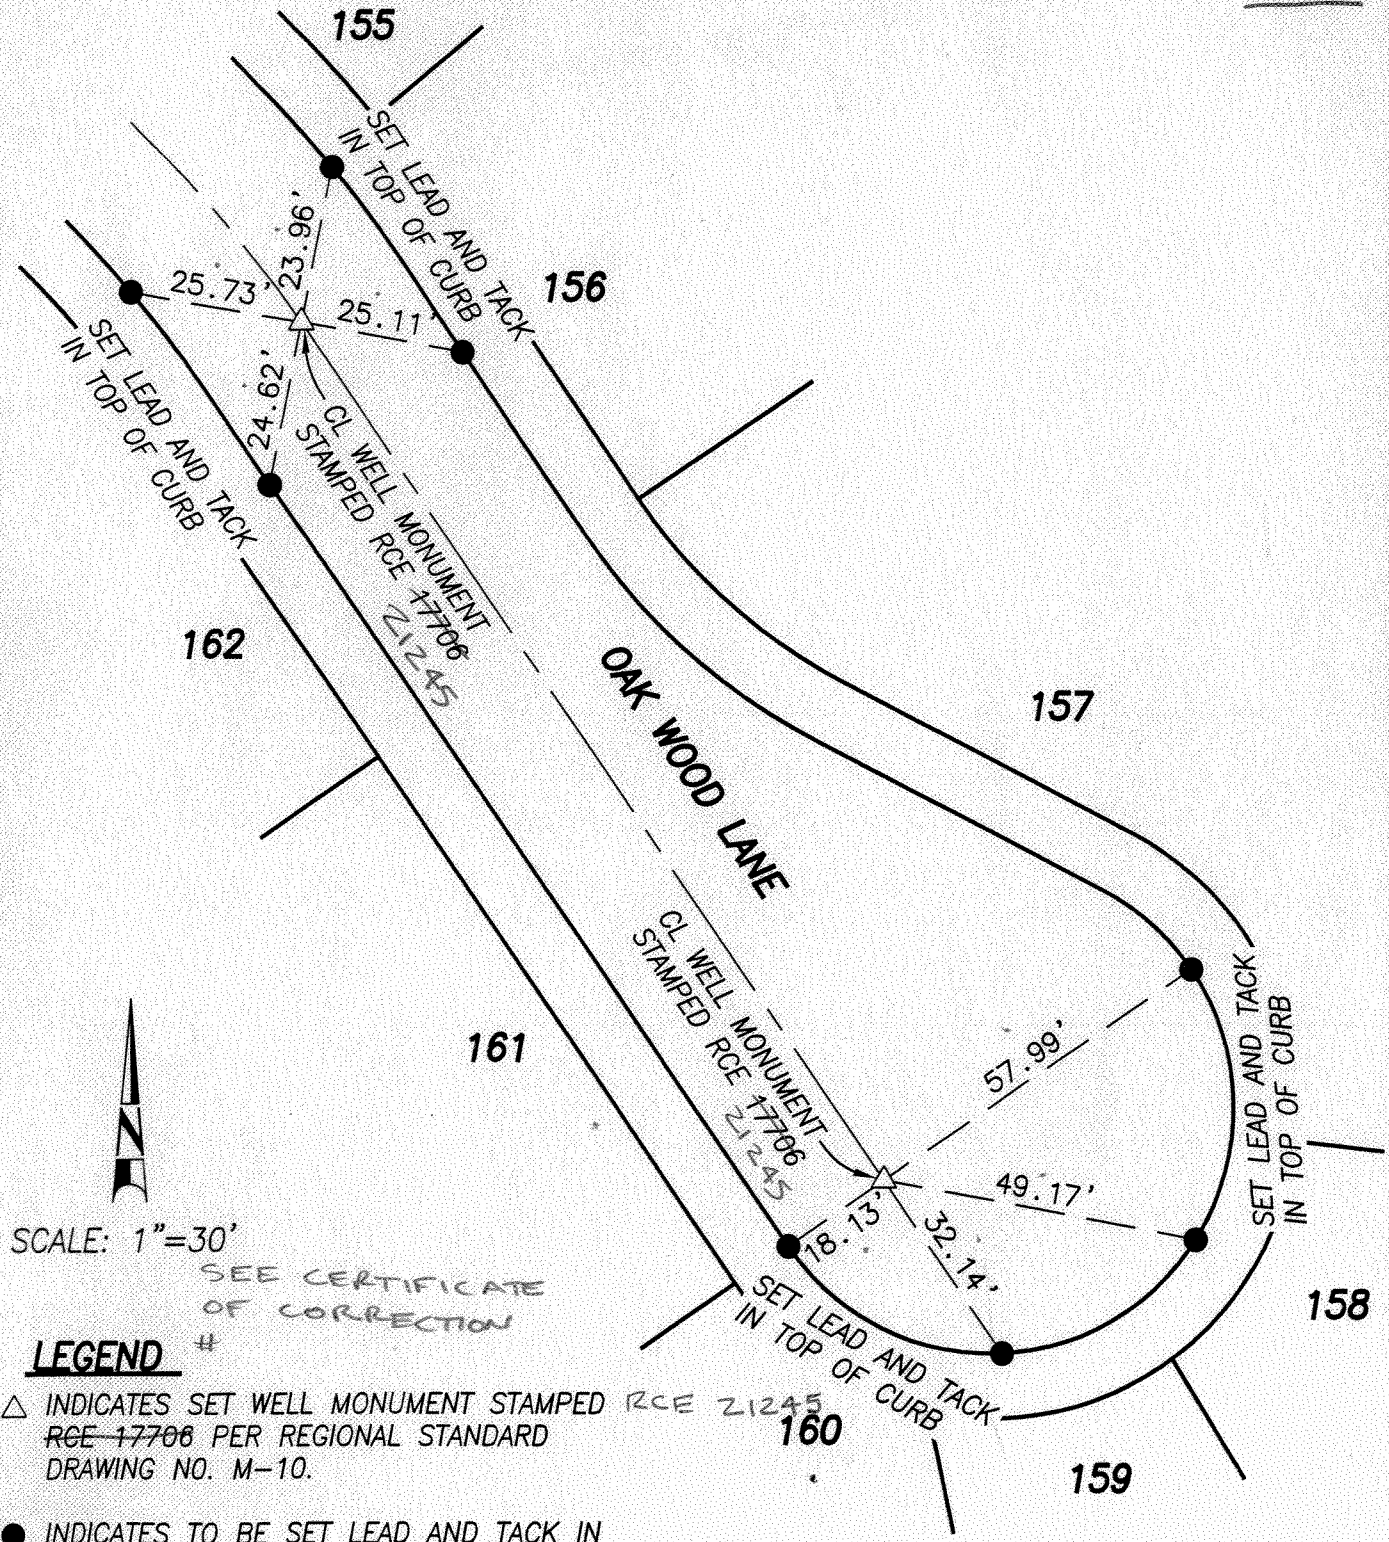 155
SET LEAD AND TACK
IN TOP OF CURB
23.96'
25.73'
25.11'
156
24.62'
SET LEAD AND TACK
IN TOP OF CURB
CL WELL MONUMENT
STAMPED RCE 17706
21245
162
OAK WOOD LANE
157
CL WELL MONUMENT
STAMPED RCE 17706
21245
161
57.99'
SET LEAD AND TACK
IN TOP OF CURB
49.17'
18.13'
32.14'
N
SCALE: 1"=30'
SEE CERTIFICATE
OF CORRECTION
#
SET LEAD AND TACK
IN TOP OF CURB
158
LEGEND
INDICATES SET WELL MONUMENT STAMPED RCE 21245
RCE 17706 PER REGIONAL STANDARD
DRAWING NO. M-10.
160
159
INDICATES TO BE SET LEAD AND TACK IN